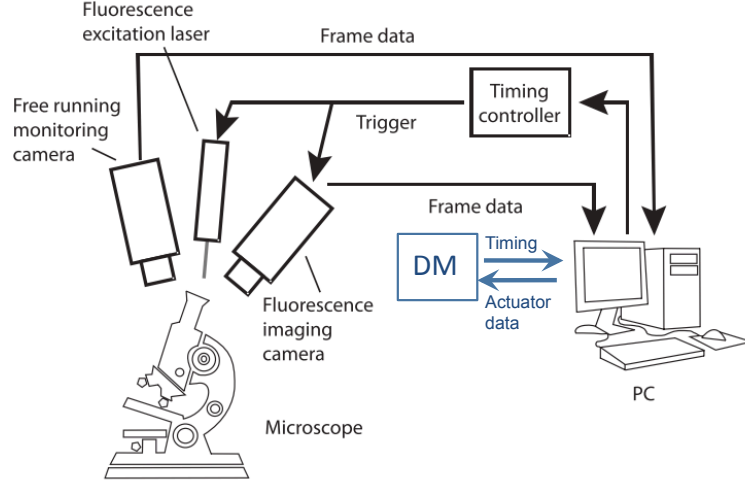 Fluorescence
excitation laser
Frame data
Free running
monitoring
camera
Timing
controller
Trigger
Frame data
DM
Timing
Actuator
data
Fluorescence
imaging
camera
PC
Microscope